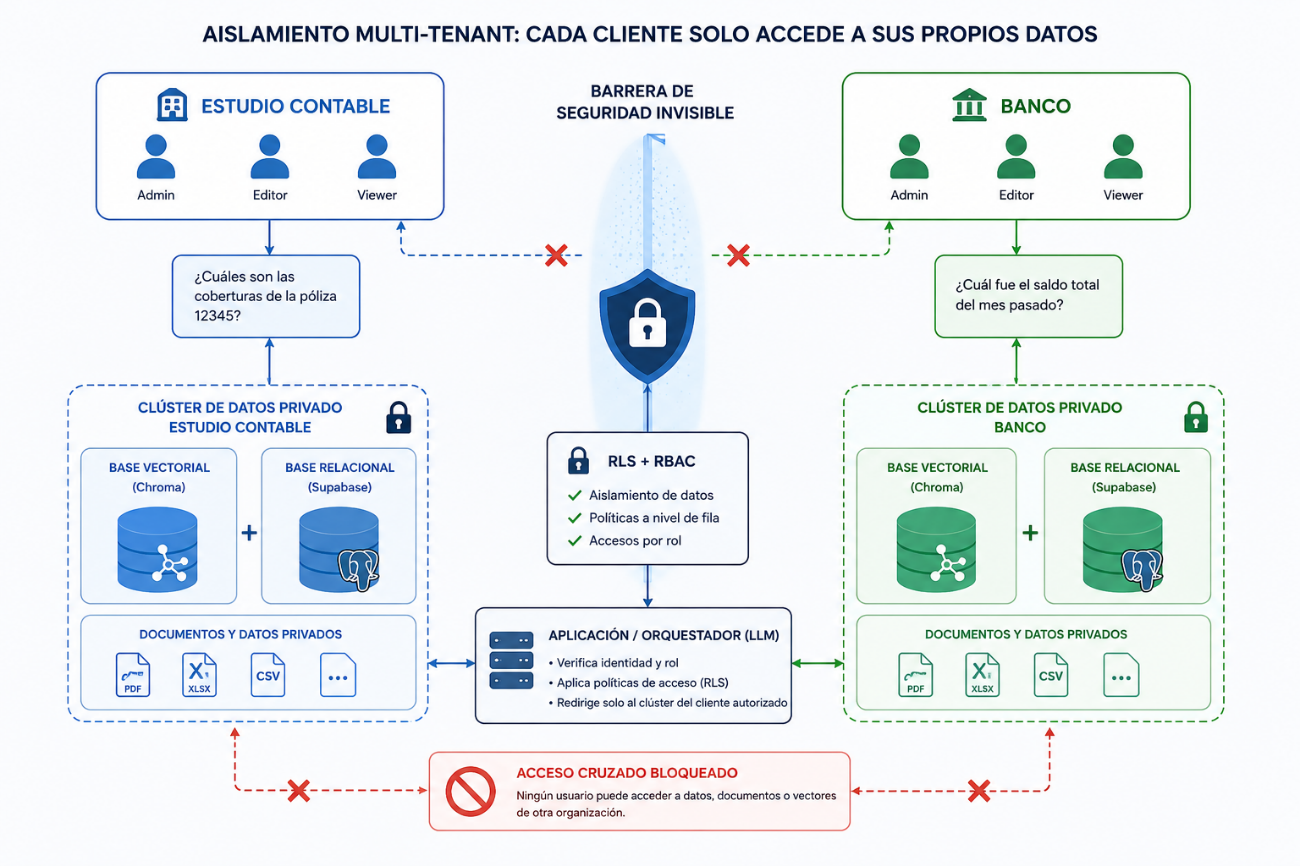 AISLAMIENTO MULTI-TENANT: CADA CLIENTE SOLO ACCEDE A SUS PROPIOS DATOS
ESTUDIO CONTABLE
Admin
Editor
Viewer
BARRERA DE
SEGURIDAD INVISIBLE
BANCO
Admin
Editor
Viewer
¿Cuáles son las
coberturas de la póliza
12345?
¿Cuál fue el saldo total
del mes pasado?
CLÚSTER DE DATOS PRIVADO
ESTUDIO CONTABLE
BASE VECTORIAL
(Chroma)
+
BASE RELACIONAL
(Supabase)
DOCUMENTOS Y DATOS PRIVADOS
PDF
X
XLSX
CSV
...
RLS + RBAC
Aislamiento de datos
Políticas a nivel de fila
Accesos por rol
APLICACIÓN / ORQUESTADOR (LLM)
• Verifica identidad y rol
• Aplica políticas de acceso (RLS)
• Redirige solo al clúster del cliente autorizado
CLÚSTER DE DATOS PRIVADO
BANCO
BASE VECTORIAL
(Chroma)
+
BASE RELACIONAL
(Supabase)
DOCUMENTOS Y DATOS PRIVADOS
PDF
X
XLSX
CSV
...
ACCESO CRUZADO BLOQUEADO
Ningún usuario puede acceder a datos, documentos o vectores
de otra organización.